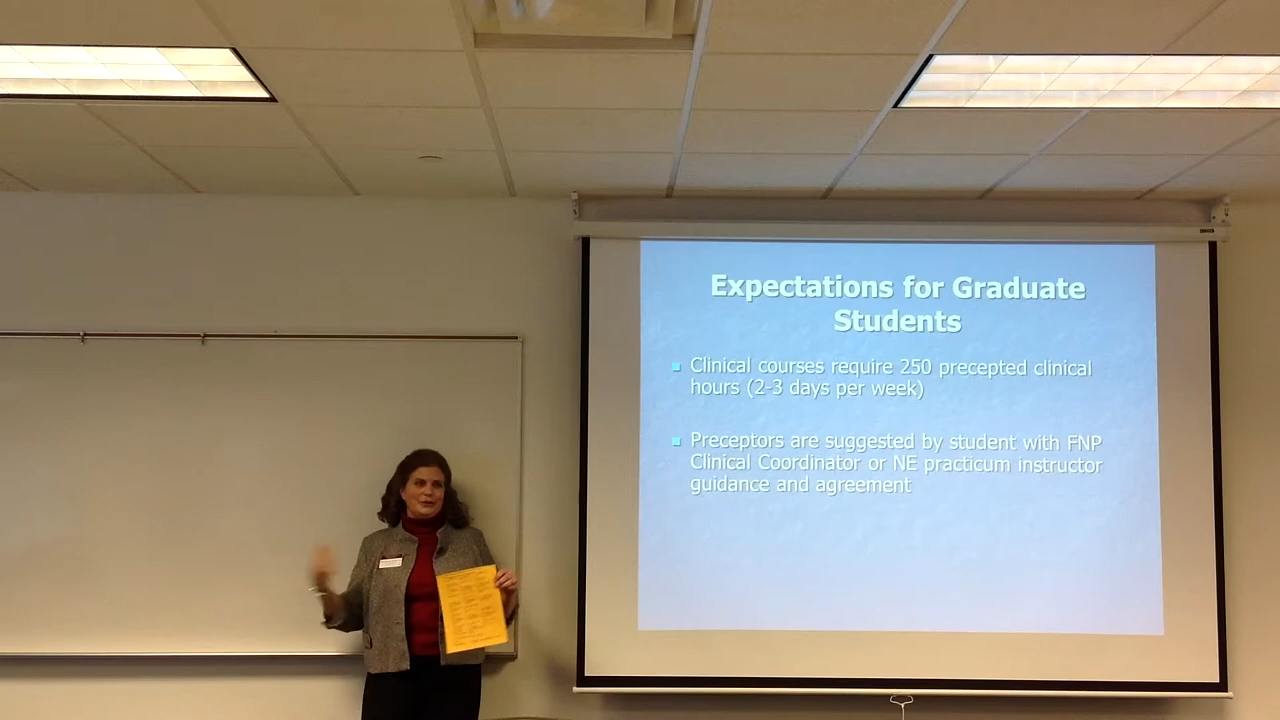 Expectations for Graduate
Students
Clinical courses require 250 precepted clinical
hours (2-3 days per week)
Preceptors are suggested by student with FNP
Clinical Coordinator or NE practicum instructor
guidance and agreement